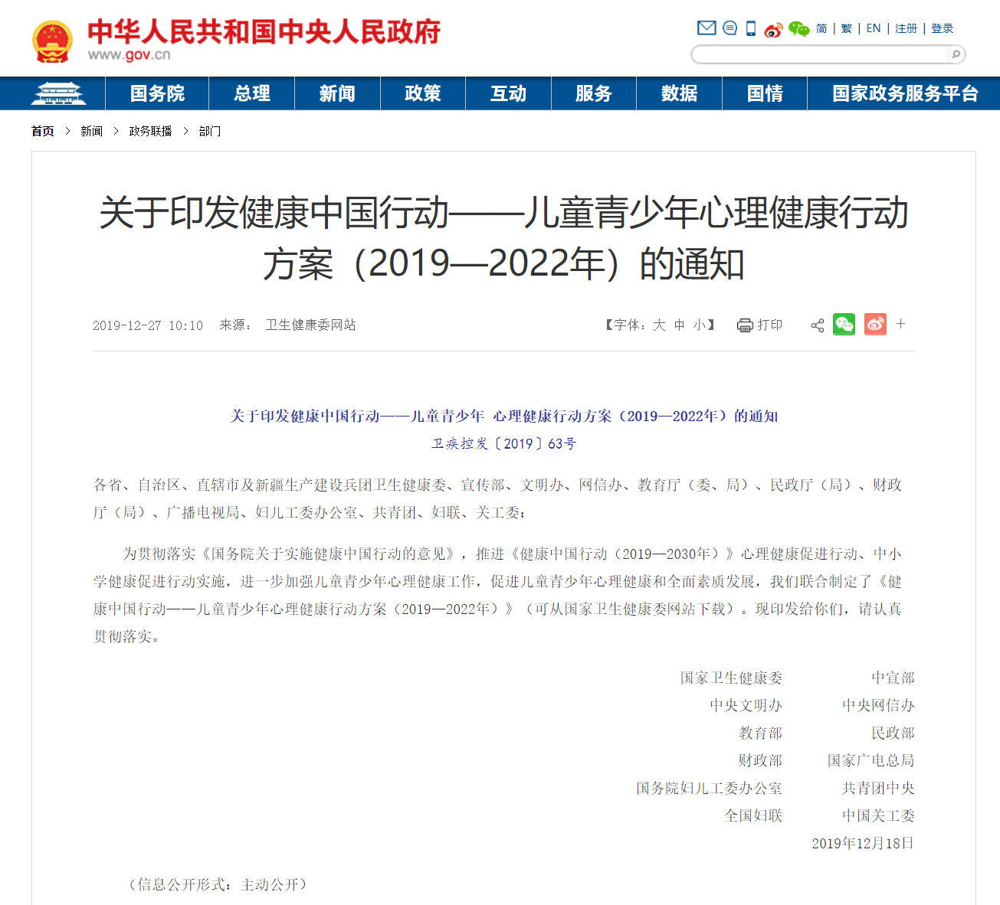 中华人民共和国中央人民政府
www.gov.cn
简 | 繁 | EN | 注册 | 登录
国务院 总理 新闻 政策 互动 服务 数据 国情 国家政务服务平台
首页 > 新闻 > 政务联播 > 部门
关于印发健康中国行动——儿童青少年心理健康行动
方案（2019—2022年）的通知
2019-12-27 10:10 来源： 卫生健康委网站 【字体：大 中 小】 打印
关于印发健康中国行动——儿童青少年 心理健康行动方案（2019—2022年）的通知
卫疾控发〔2019〕63号
各省、自治区、直辖市及新疆生产建设兵团卫生健康委、宣传部、文明办、网信办、教育厅（委、局）、民政厅（局）、财政
厅（局）、广播电视局、妇儿工委办公室、共青团、妇联、关工委：
为贯彻落实《国务院关于实施健康中国行动的意见》，推进《健康中国行动（2019—2030年）》心理健康促进行动、中小
学健康促进行动实施，进一步加强儿童青少年心理健康工作，促进儿童青少年心理健康和全面素质发展，我们联合制定了《健
康中国行动——儿童青少年心理健康行动方案（2019—2022年）》（可从国家卫生健康委网站下载）。现印发给你们，请认真
贯彻落实。
国家卫生健康委 中宣部
中央文明办 中央网信办
教育部 民政部
财政部 国家广电总局
国务院妇儿工委办公室 共青团中央
全国妇联 中国关工委
2019年12月18日
（信息公开形式：主动公开）